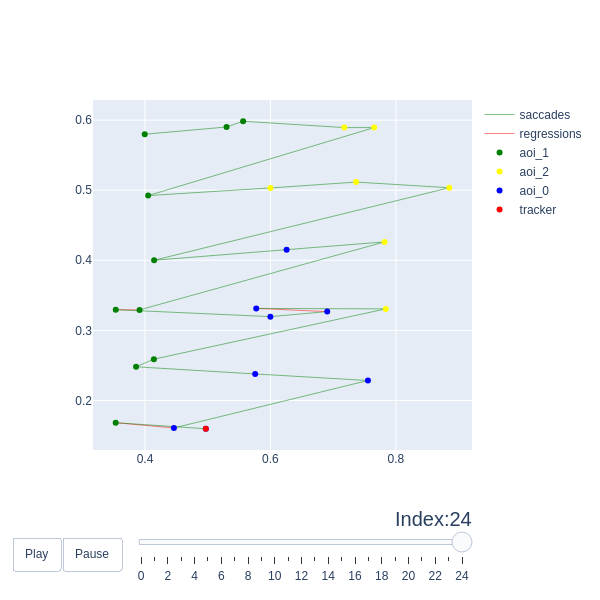 0.6
0.5
0.4
0.3
0.2
0.4 0.6 0.8
saccades
regressions
aoi_1
aoi_2
aoi_0
tracker
Index:24
Play Pause
0 2 4 6 8 10 12 14 16 18 20 22 24